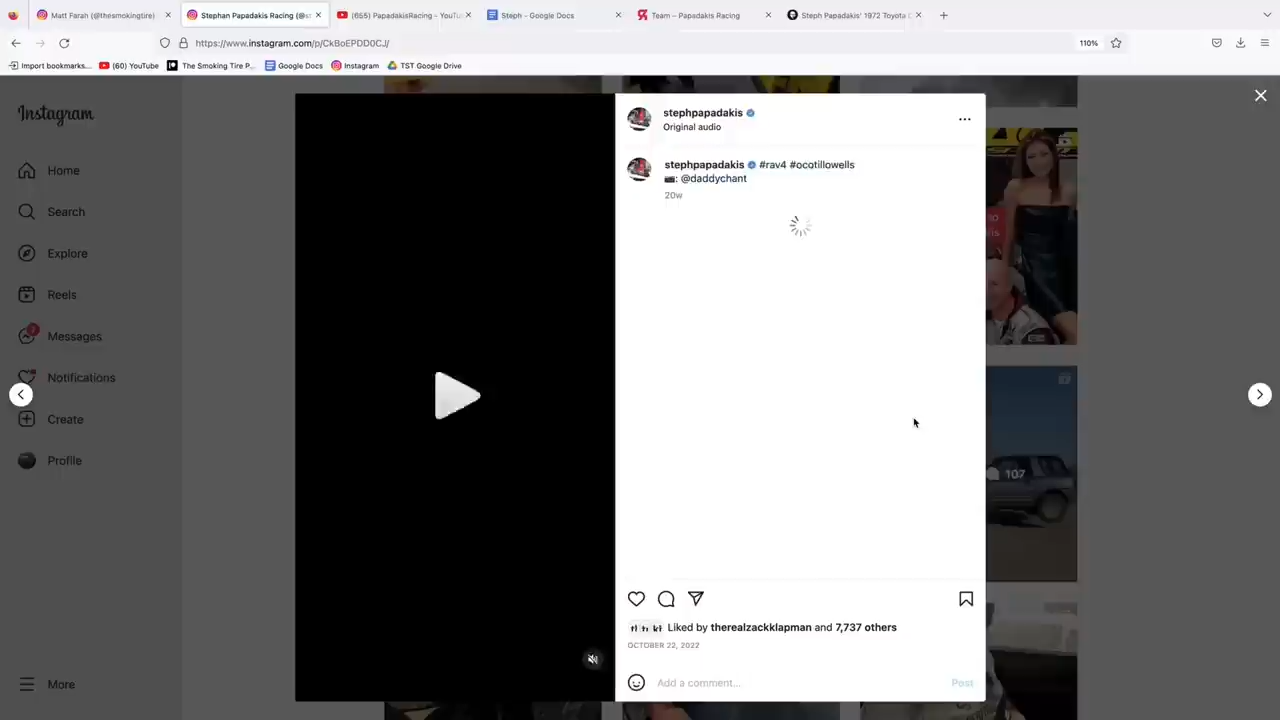 Matt Farah (@thesmokingtire)
Stephan Papadakis Racing (@st
(655) PapadakisRacing - YouTu
Steph - Google Docs
Team – Papadakis Racing
Steph Papadakis' 1972 Toyota
https://www.instagram.com/p/CkBoEPDD0CJ/
110%
Import bookmarks...
(60) YouTube
The Smoking Tire P...
Google Docs
Instagram
TST Google Drive
Instagram
Home
Search
Explore
Reels
7
Messages
Notifications
Create
Profile
More
stephpapadakis
Original audio
stephpapadakis #rav4 #ocotillowells
: @daddychant
20w
107
Liked by therealzackklapman and 7,737 others
OCTOBER 22, 2022
Add a comment...
Post